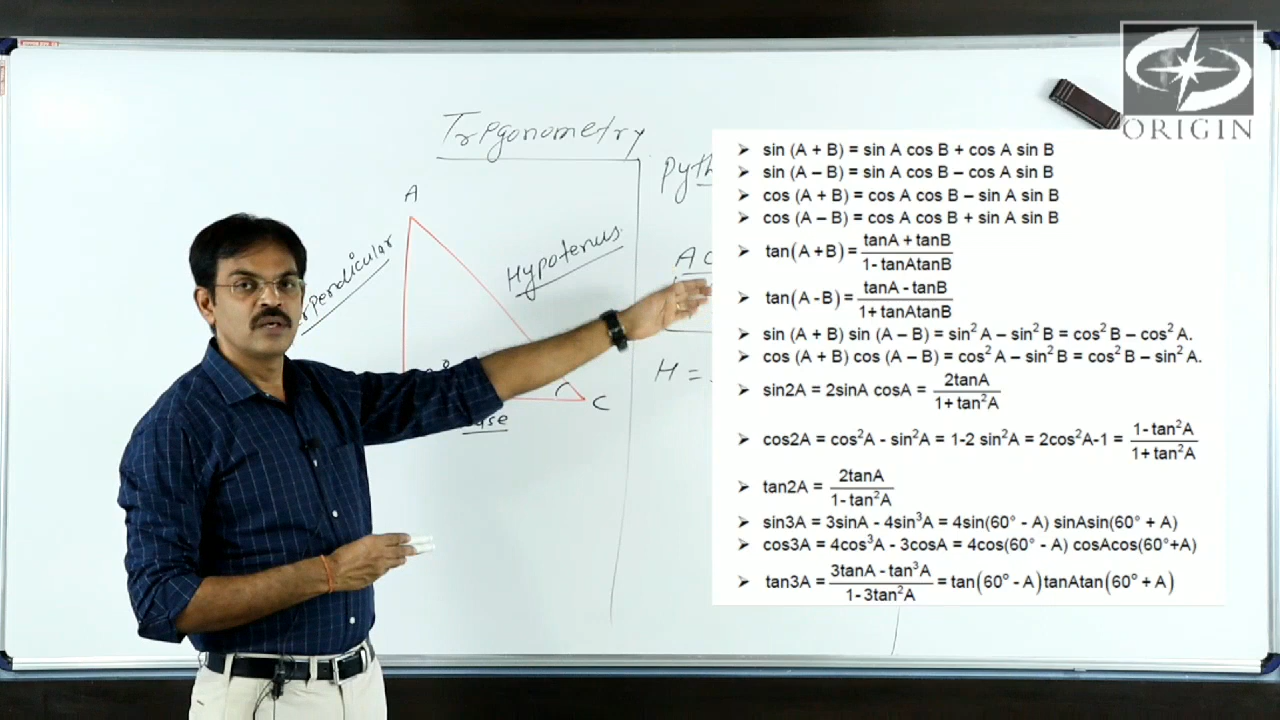 ORIGIN
Trigonometry
A
Hypotenus
C
H =
➤ sin (A + B) = sin A cos B + cos A sin B
➤ sin (A – B) = sin A cos B – cos A sin B
➤ cos (A + B) = cos A cos B – sin A sin B
➤ cos (A – B) = cos A cos B + sin A sin B
➤ tan(A+B) = (tanA + tanB)/(1- tanAtanB)
➤ tan(A-B) = (tanA - tanB)/(1+ tanAtanB)
➤ sin (A + B) sin (A – B) = sin² A – sin² B = cos² B – cos² A.
➤ cos (A + B) cos (A – B) = cos² A – sin² B = cos² B – sin² A.
➤ sin2A = 2sinA cosA = 2tanA/(1+ tan²A)
➤ cos2A = cos²A - sin²A = 1-2 sin²A = 2cos²A-1 = (1- tan²A)/(1+ tan²A)
➤ tan2A = 2tanA/(1- tan²A)
➤ sin3A = 3sinA - 4sin³A = 4sin(60° - A) sinAsin(60° + A)
➤ cos3A = 4cos³A - 3cosA = 4cos(60° - A) cosAcos(60°+A)
➤ tan3A = (3tanA - tan³A)/(1- 3tan²A) = tan(60° - A)tanAtan(60° + A)